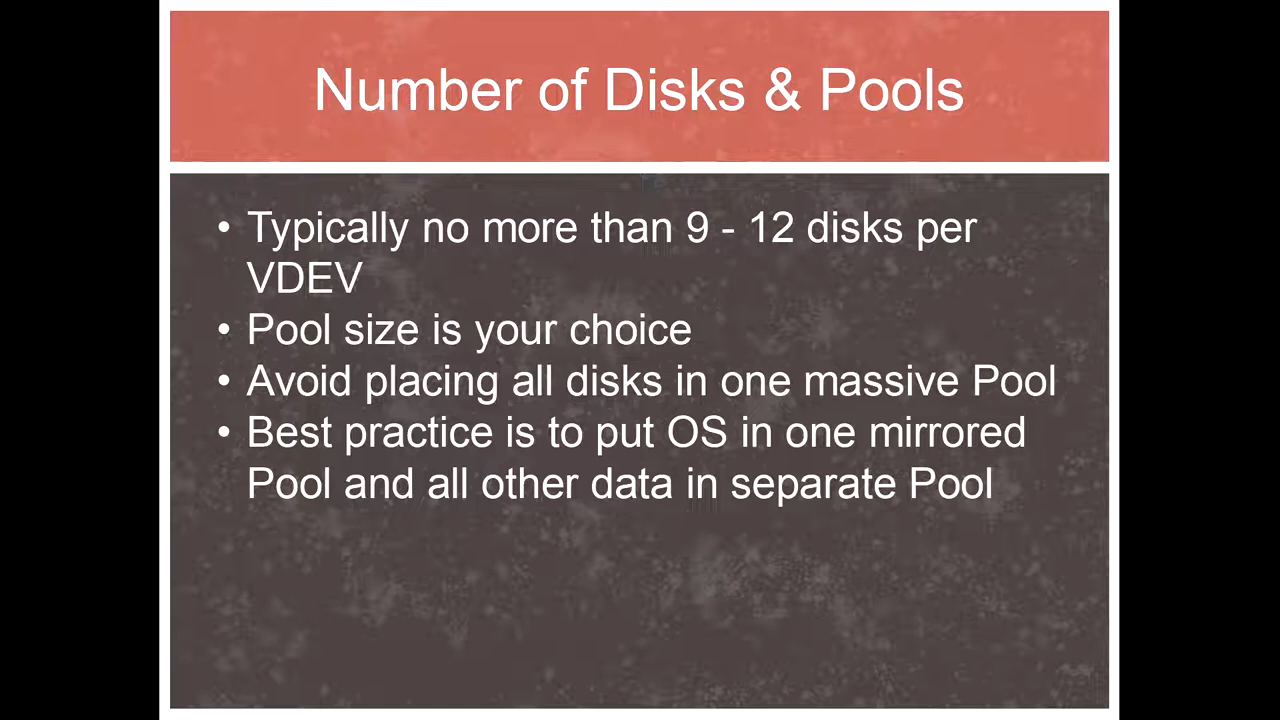 Number of Disks & Pools
• Typically no more than 9 - 12 disks per
VDEV
• Pool size is your choice
• Avoid placing all disks in one massive Pool
• Best practice is to put OS in one mirrored
Pool and all other data in separate Pool